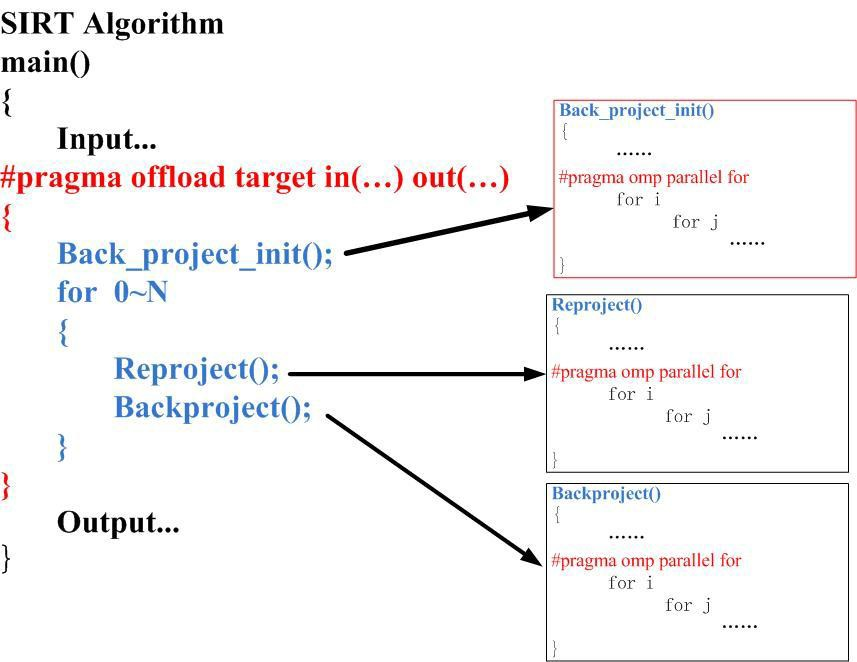 SIRT Algorithm
main()
{
Input...
#pragma offload target in(…) out(…)
{
Back_project_init();
for 0~N
{
Reproject();
Backproject();
}
}
Output...
}
Back_project_init()
{
……
#pragma omp parallel for
for i
for j
……
}
Reproject()
{
……
#pragma omp parallel for
for i
for j
……
}
Backproject()
{
……
#pragma omp parallel for
for i
for j
……
}